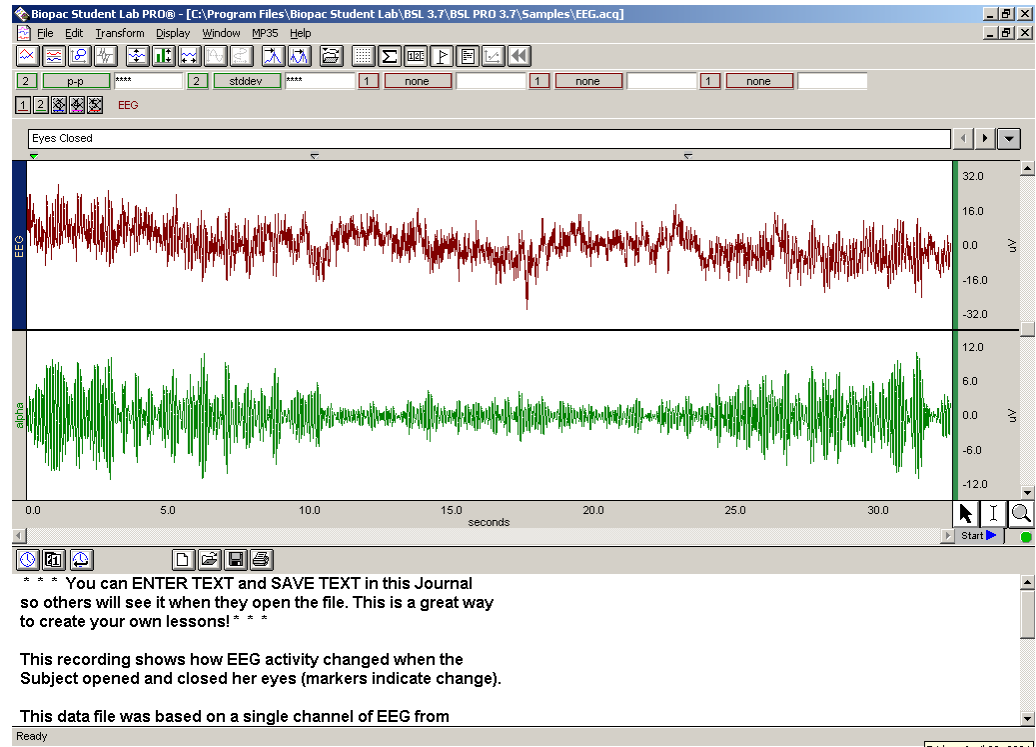 Biopac Student Lab PRO® - [C:\Program Files\Biopac Student Lab\BSL 3.7\BSL PRO 3.7\Samples\EEG.acq]
File Edit Transform Display Window MP35 Help
2 p-p **** 2 stddev **** 1 none 1 none 1 none
1 2 3 4 5 EEG
Eyes Closed
EEG
32.0
16.0
0.0
-16.0
-32.0
uV
alpha
12.0
6.0
0.0
-6.0
-12.0
uV
0.0 5.0 10.0 15.0 20.0 25.0 30.0
seconds
Start
* * * You can ENTER TEXT and SAVE TEXT in this Journal
so others will see it when they open the file. This is a great way
to create your own lessons! * * *
This recording shows how EEG activity changed when the
Subject opened and closed her eyes (markers indicate change).
This data file was based on a single channel of EEG from
Ready